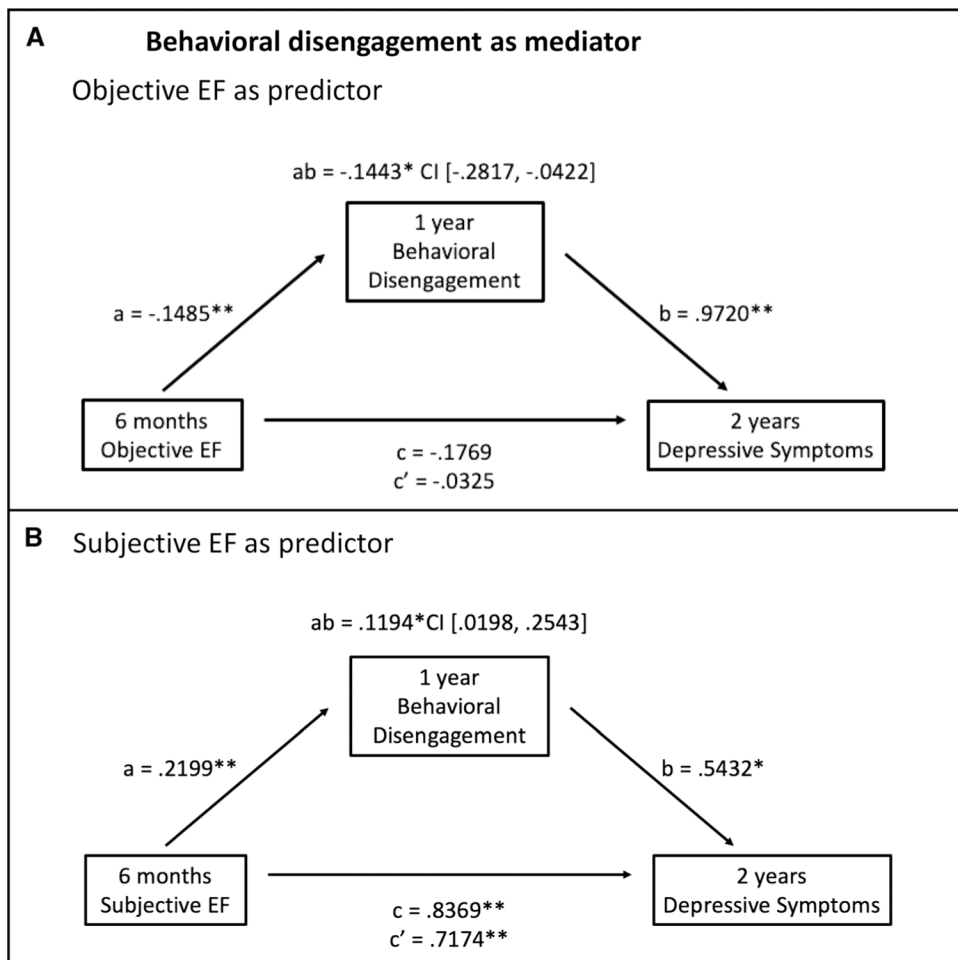 A
Behavioral disengagement as mediator
Objective EF as predictor
ab = -.1443* CI [-.2817, -.0422]
1 year
Behavioral
Disengagement
a = -.1485**
b = .9720**
6 months
Objective EF
2 years
Depressive Symptoms
c = -.1769
c’ = -.0325
B
Subjective EF as predictor
ab = .1194*CI [.0198, .2543]
1 year
Behavioral
Disengagement
a = .2199**
b = .5432*
6 months
Subjective EF
2 years
Depressive Symptoms
c = .8369**
c’ = .7174**